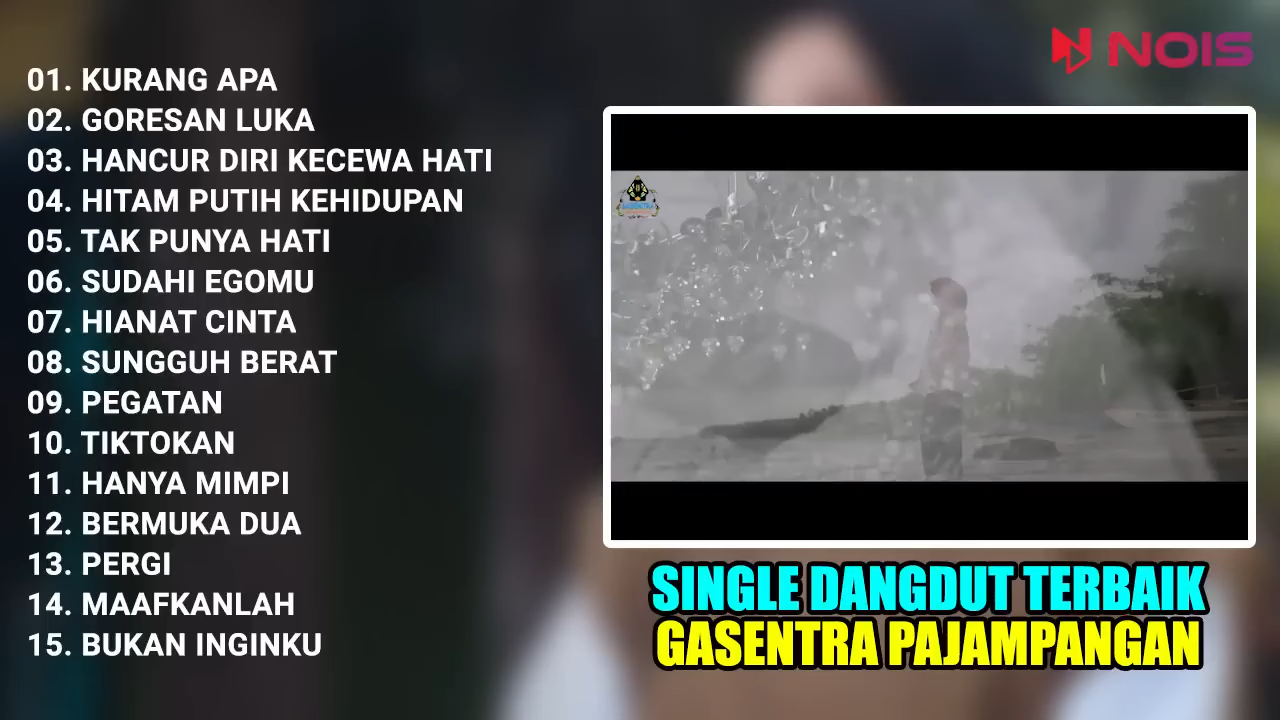 NOIS
01. KURANG APA
02. GORESAN LUKA
03. HANCUR DIRI KECEWA HATI
04. HITAM PUTIH KEHIDUPAN
05. TAK PUNYA HATI
06. SUDAHI EGOMU
07. HIANAT CINTA
08. SUNGGUH BERAT
09. PEGATAN
10. TIKTOKAN
11. HANYA MIMPI
12. BERMUKA DUA
13. PERGI
14. MAAFKANLAH
15. BUKAN INGINKU
GASENTRA
SINGLE DANGDUT TERBAIK
GASENTRA PAJAMPANGAN